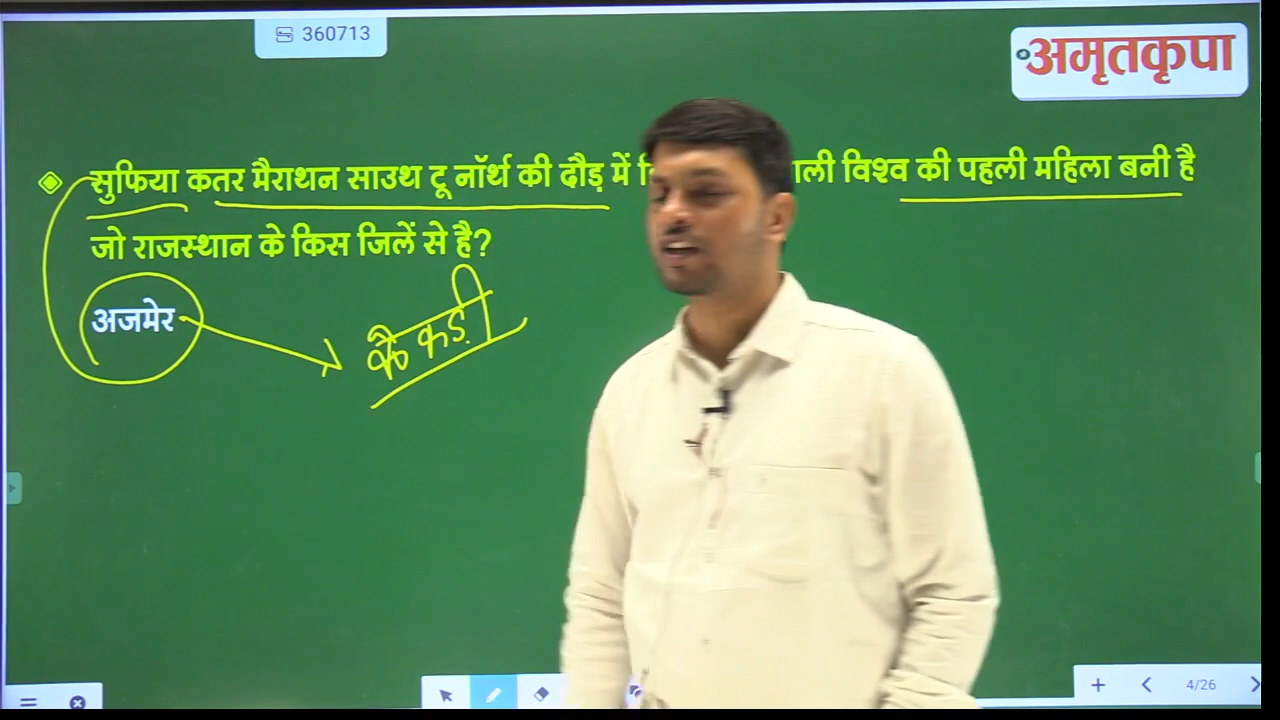 360713
अमृतकृपा
सुफिया कतर मैराथन साउथ टू नॉर्थ की दौड़ में वाली विश्व की पहली महिला बनी है
जो राजस्थान के किस जिलें से है?
अजमेर
केकड़ी
4/26